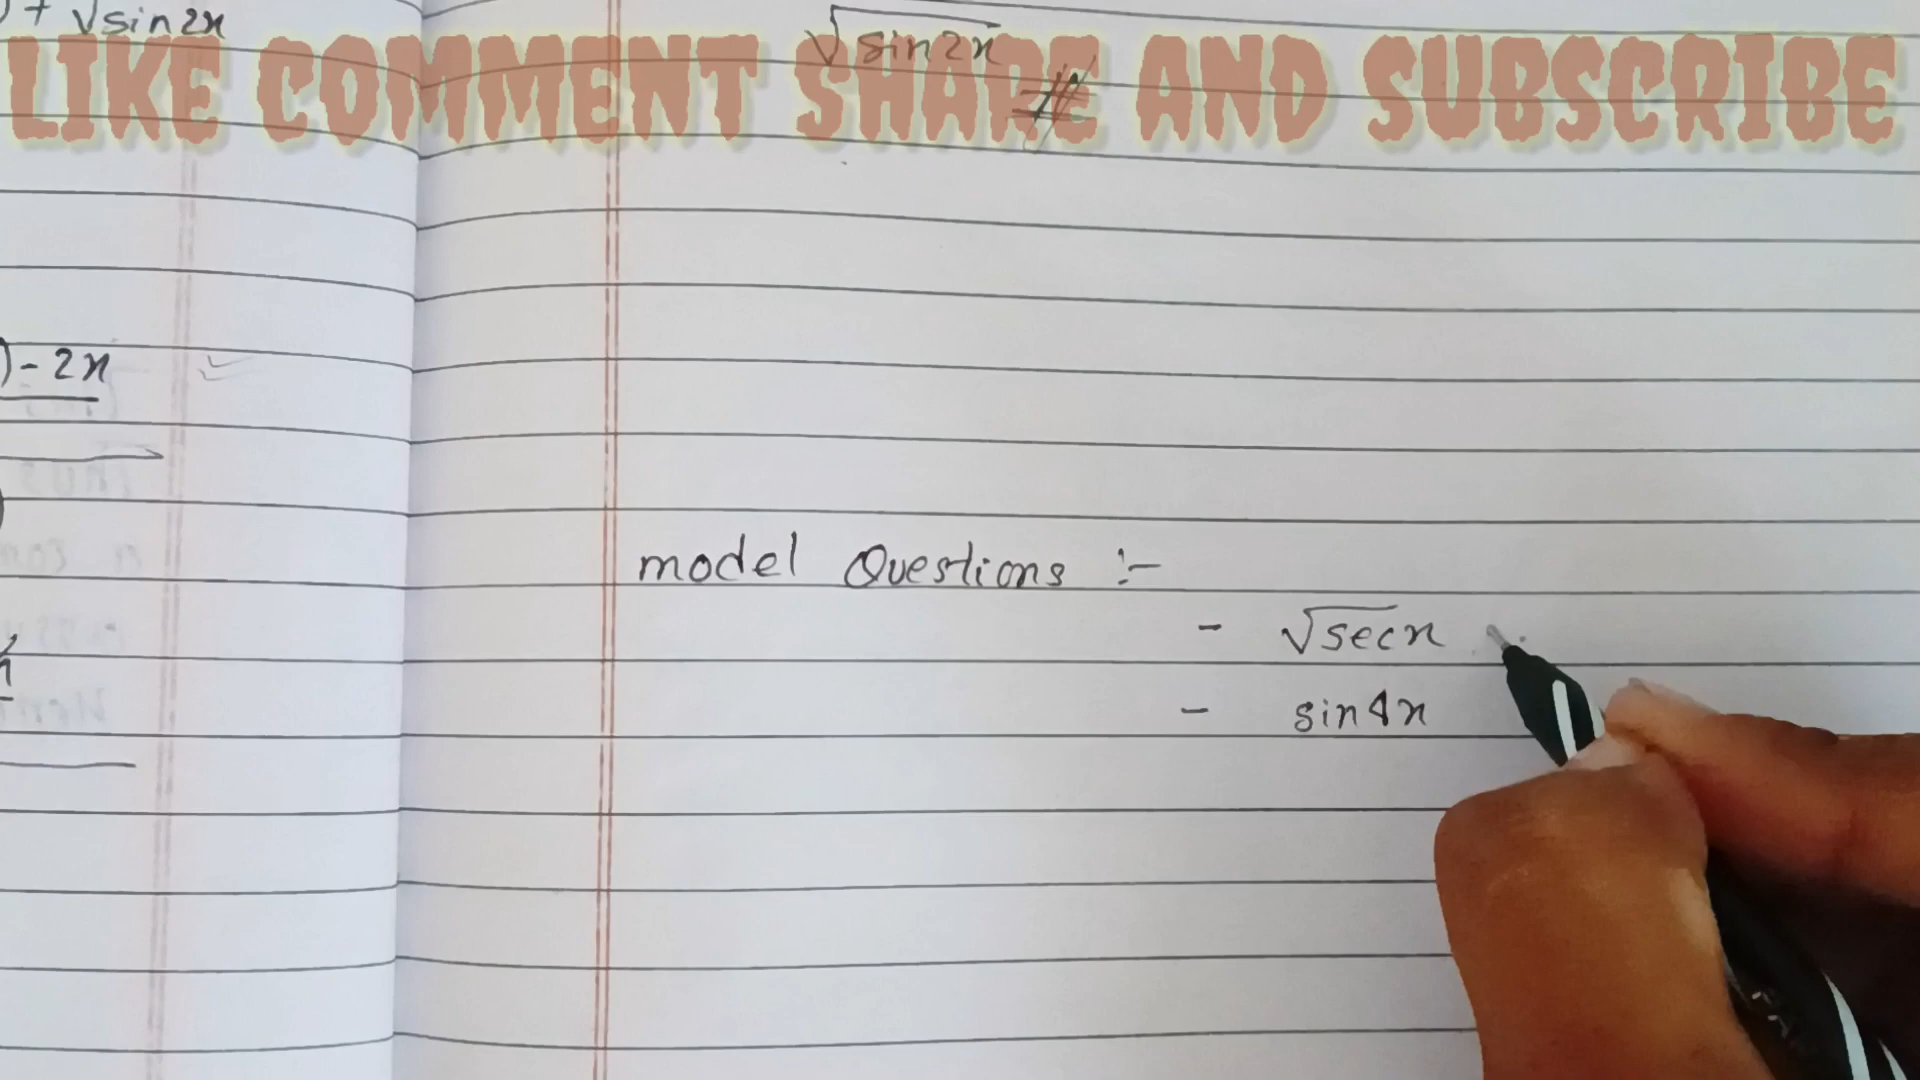 + √sin2x
√sin2x
LIKE COMMENT SHARE AND SUBSCRIBE
) - 2x
model Questions :-
- √secx
- sin4x